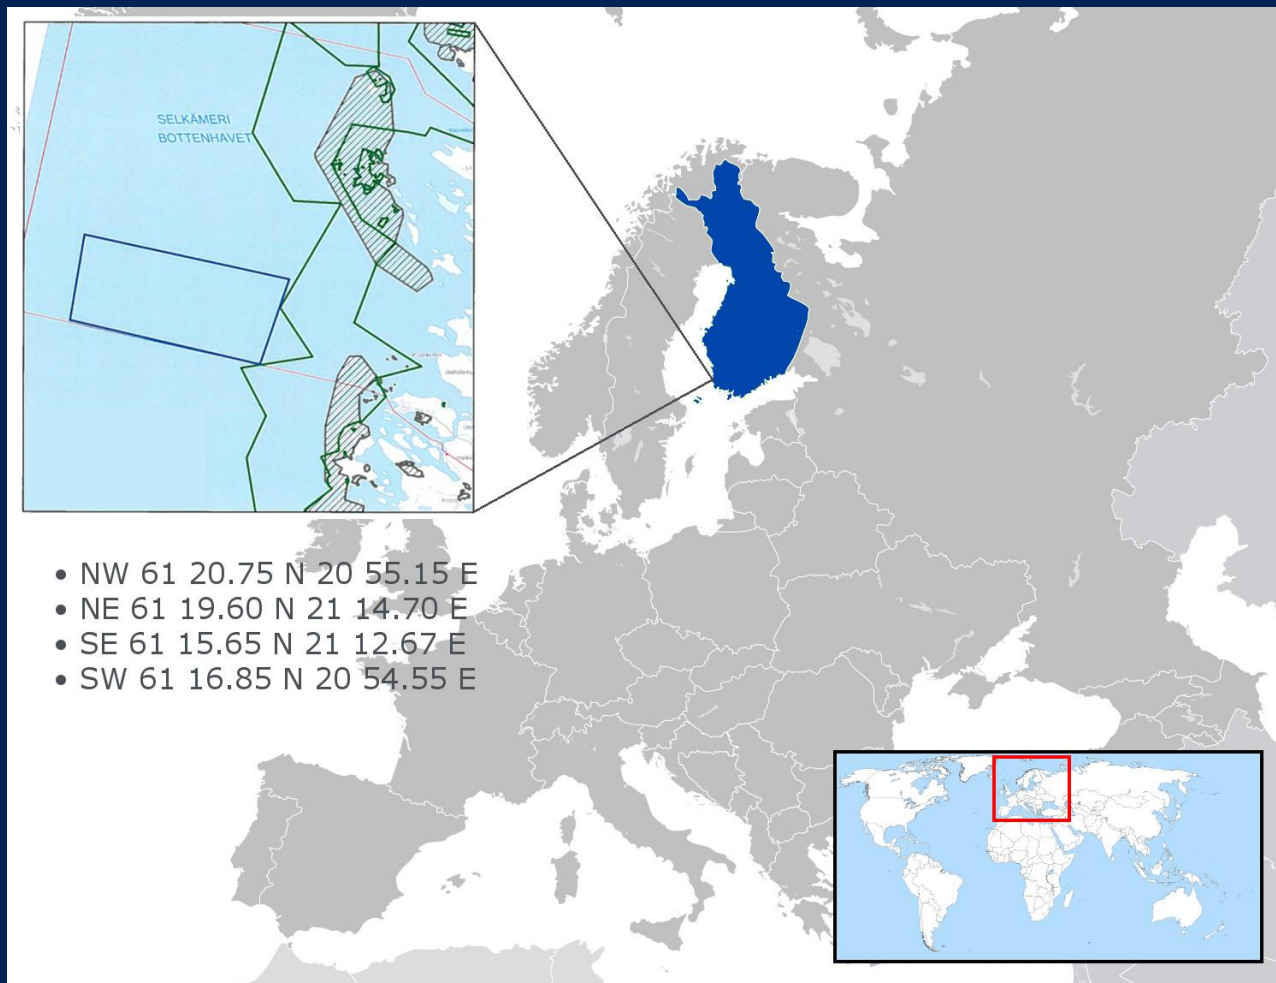 SELKÄMERI
BOTTENHAVET
• NW 61 20.75 N 20 55.15 E
• NE 61 19.60 N 21 14.70 E
• SE 61 15.65 N 21 12.67 E
• SW 61 16.85 N 20 54.55 E